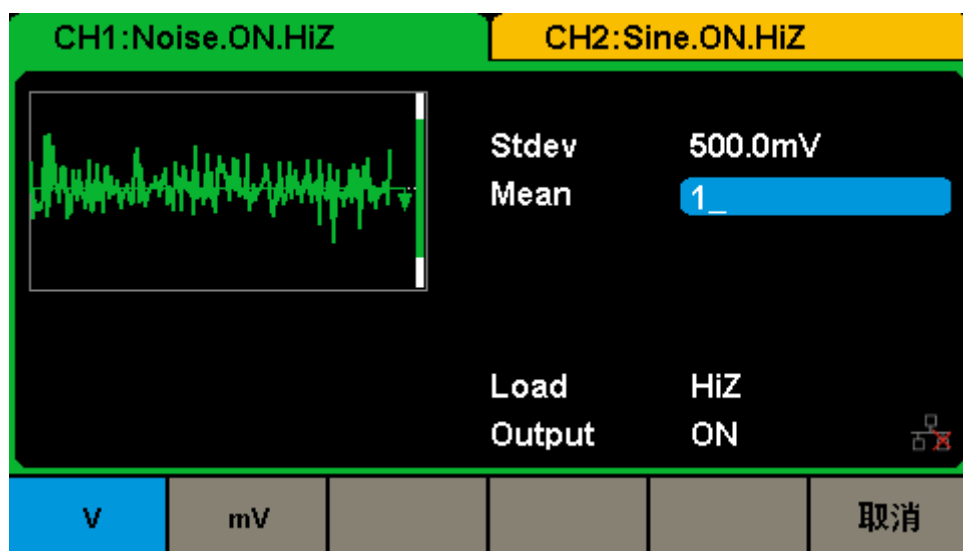 CH1:Noise.ON.HiZ CH2:Sine.ON.HiZ
Stdev 500.0mV
Mean 1_
Load HiZ
Output ON
V mV 取消